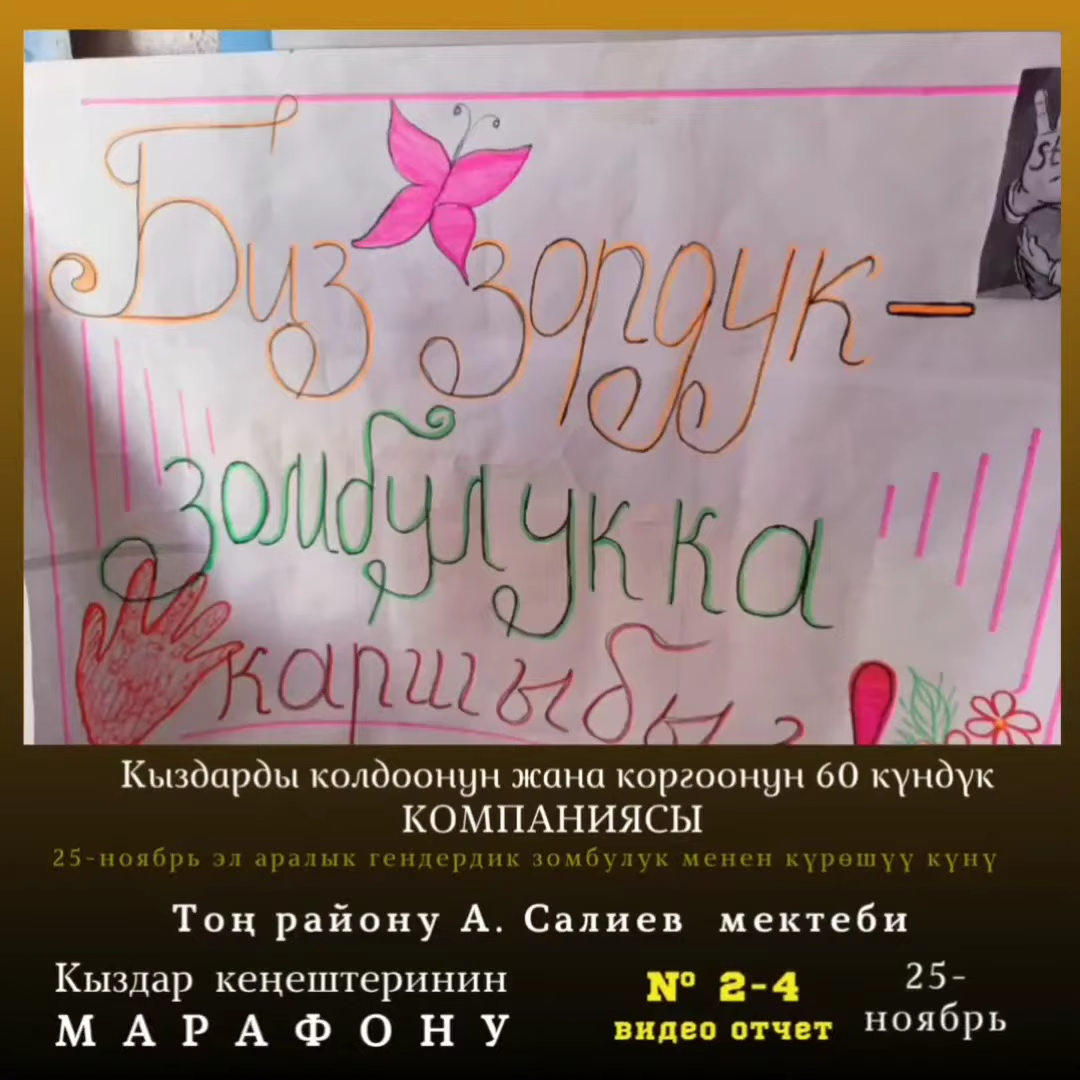 Биз зордук-
зомбулукка
каршыбыз!
St
Кыздарды колдоонун жана коргоонун 60 күндүк
КОМПАНИЯСЫ
25-ноябрь эл аралык гендердик зомбулук менен күрөшүү күнү
Тоң району А. Салиев мектеби
Кыздар кеңештеринин
МАРАФОНУ
№ 2-4
видео отчет
25-
ноябрь